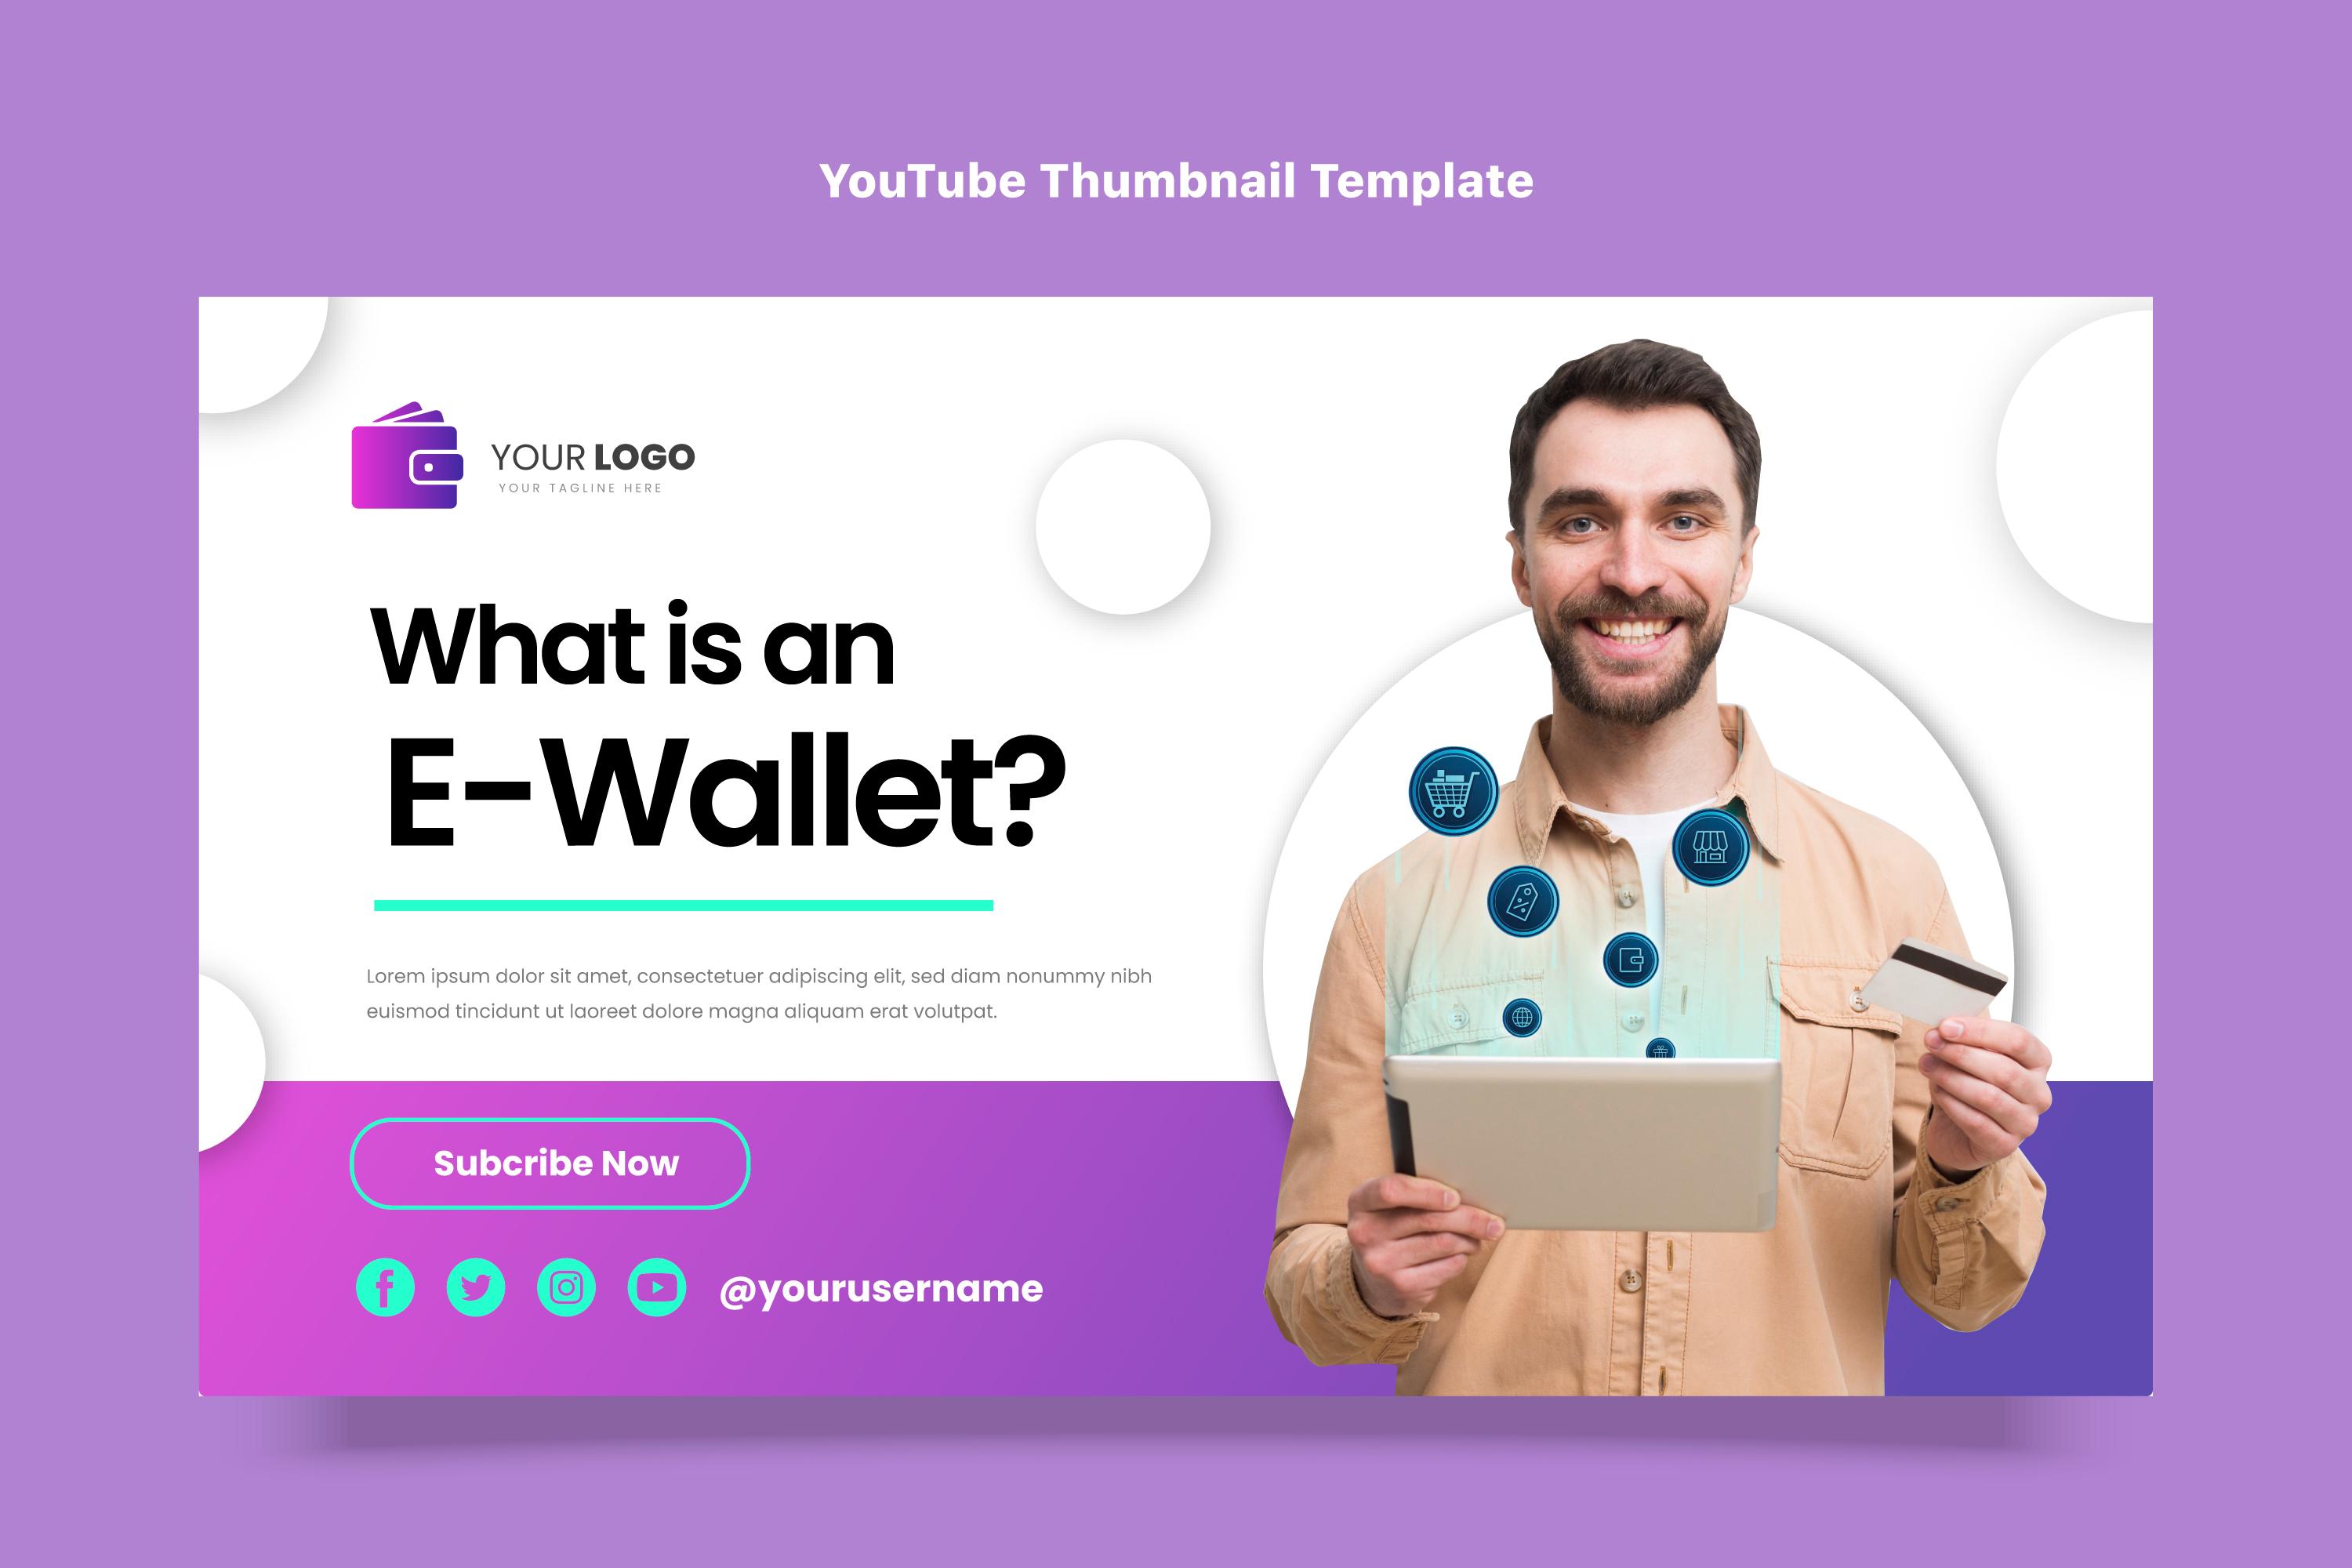 YouTube Thumbnail Template
YOUR LOGO
YOUR TAGLINE HERE
What is an
E-Wallet?
Lorem ipsum dolor sit amet, consectetuer adipiscing elit, sed diam nonummy nibh
euismod tincidunt ut laoreet dolore magna aliquam erat volutpat.
Subcribe Now
@yourusername